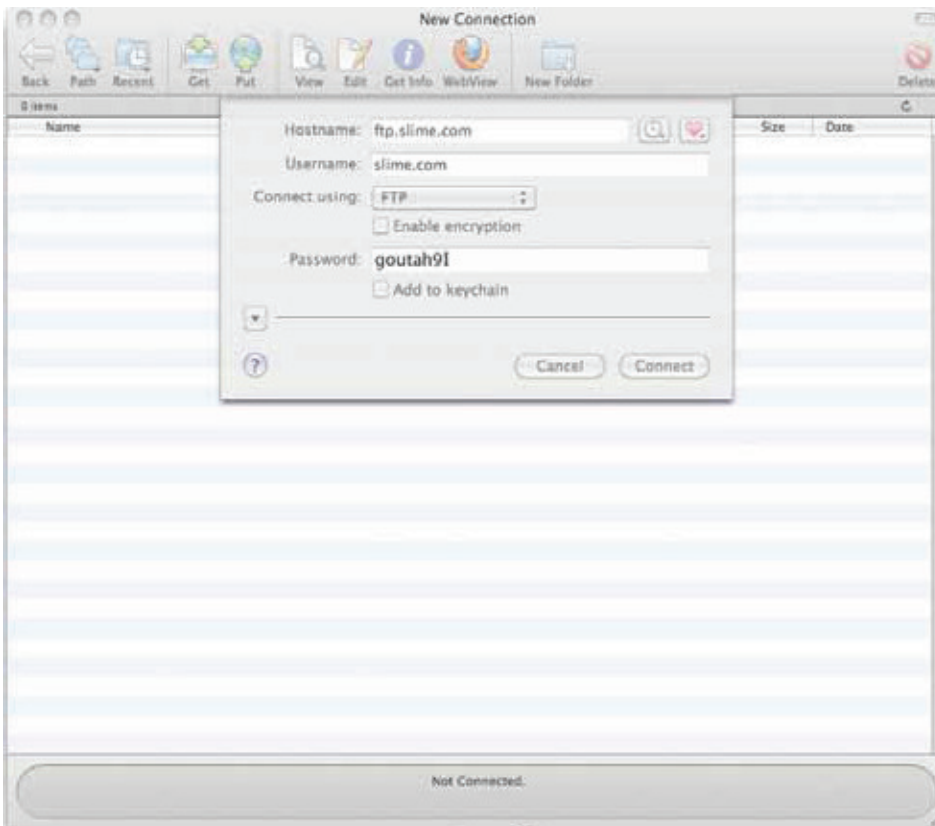 New Connection
Back Path Recent Get Put View Edit Get Info WebView New Folder Delete
0 items
Name Size Date
Hostname: ftp.slime.com
Username: slime.com
Connect using: FTP
Enable encryption
Password: goutah9I
Add to keychain
?
Cancel Connect
Not Connected.